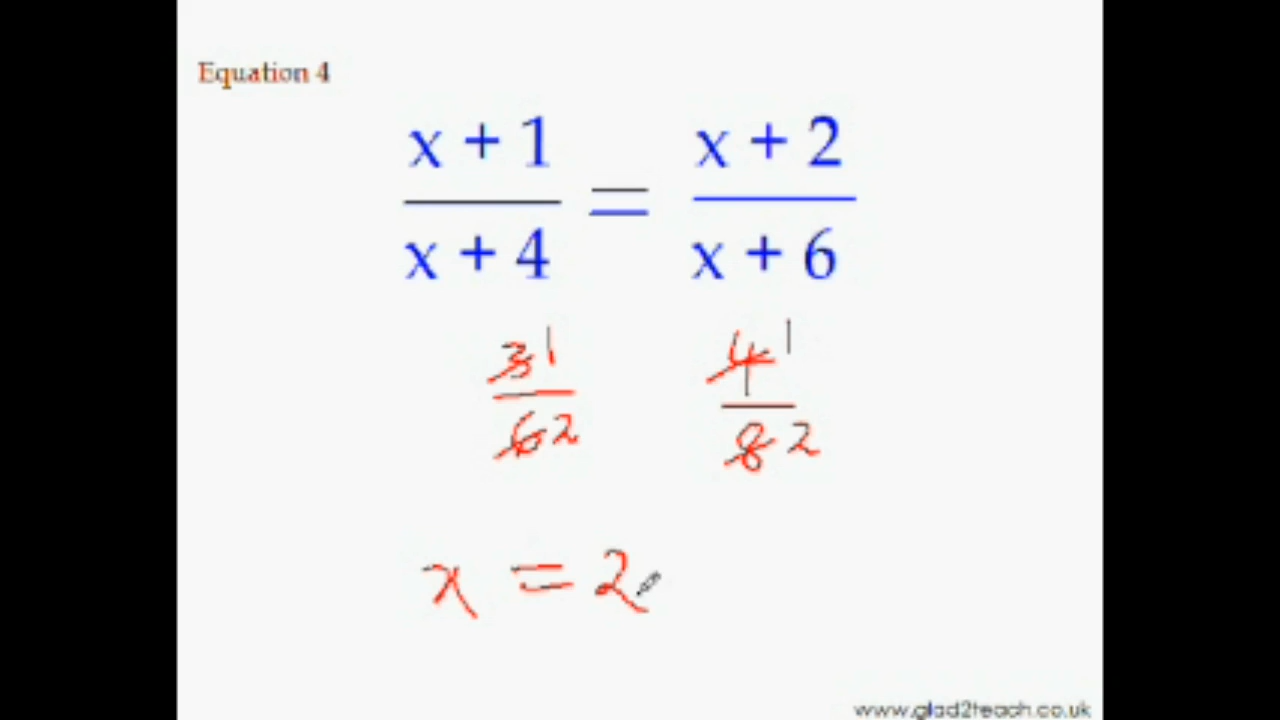 Equation 4
x + 1 x + 2
= 
x + 4 x + 6
3 1 4 1
6 2 8 2
x = 2
www.glad2teach.co.uk